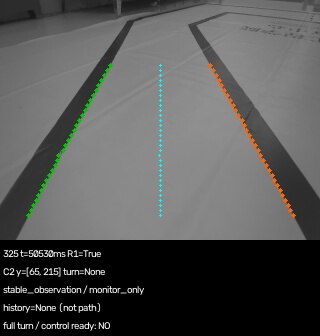 325 t=50530ms R1=True
C2 y=[65, 215] turn=None
stable_observation / monitor_only
history=None (not path)
full turn / control ready: NO